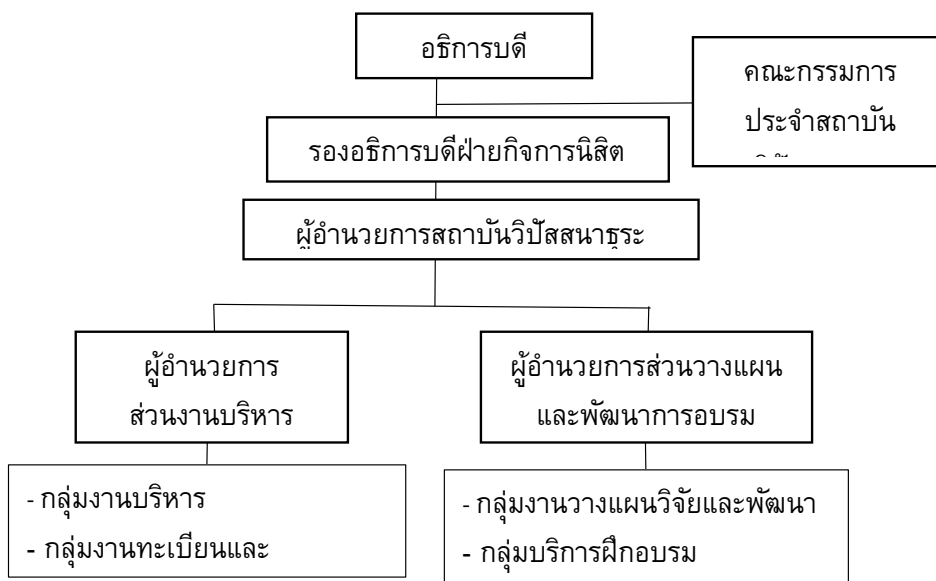 อธิการบดี
คณะกรรมการ
ประจำสถาบัน
รองอธิการบดีฝ่ายกิจการนิสิต
ผู้อำนวยการสถาบันวิปัสสนาธุระ
ผู้อำนวยการ
ส่วนงานบริหาร
ผู้อำนวยการส่วนวางแผน
และพัฒนาการอบรม
- กลุ่มงานบริหาร
- กลุ่มงานทะเบียนและ
- กลุ่มงานวางแผนวิจัยและพัฒนา
- กลุ่มบริการฝึกอบรม